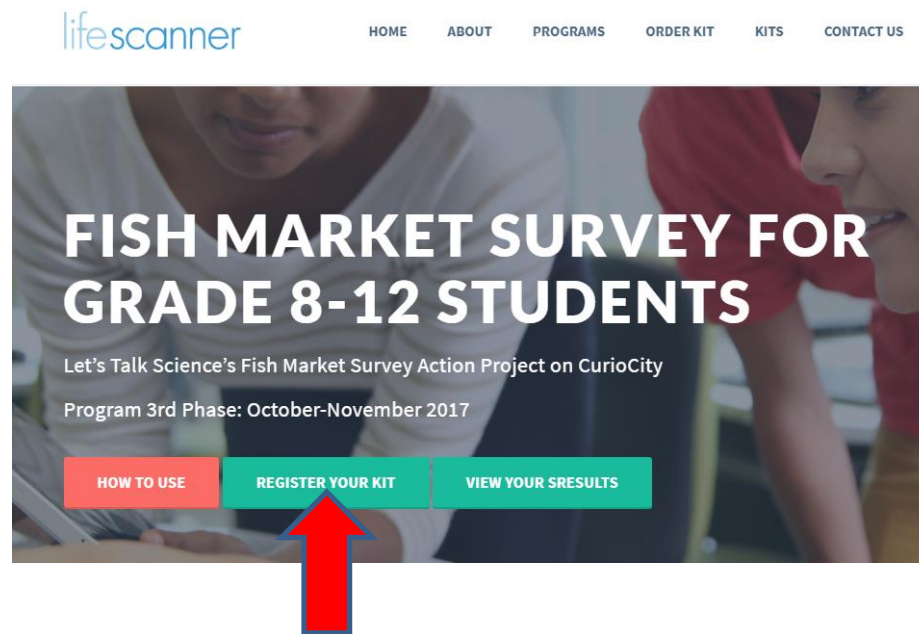 lifescanner
HOME ABOUT PROGRAMS ORDER KIT KITS CONTACT US
FISH MARKET SURVEY FOR
GRADE 8-12 STUDENTS
Let's Talk Science's Fish Market Survey Action Project on CurioCity
Program 3rd Phase: October-November 2017
HOW TO USE REGISTER YOUR KIT VIEW YOUR SRESULTS